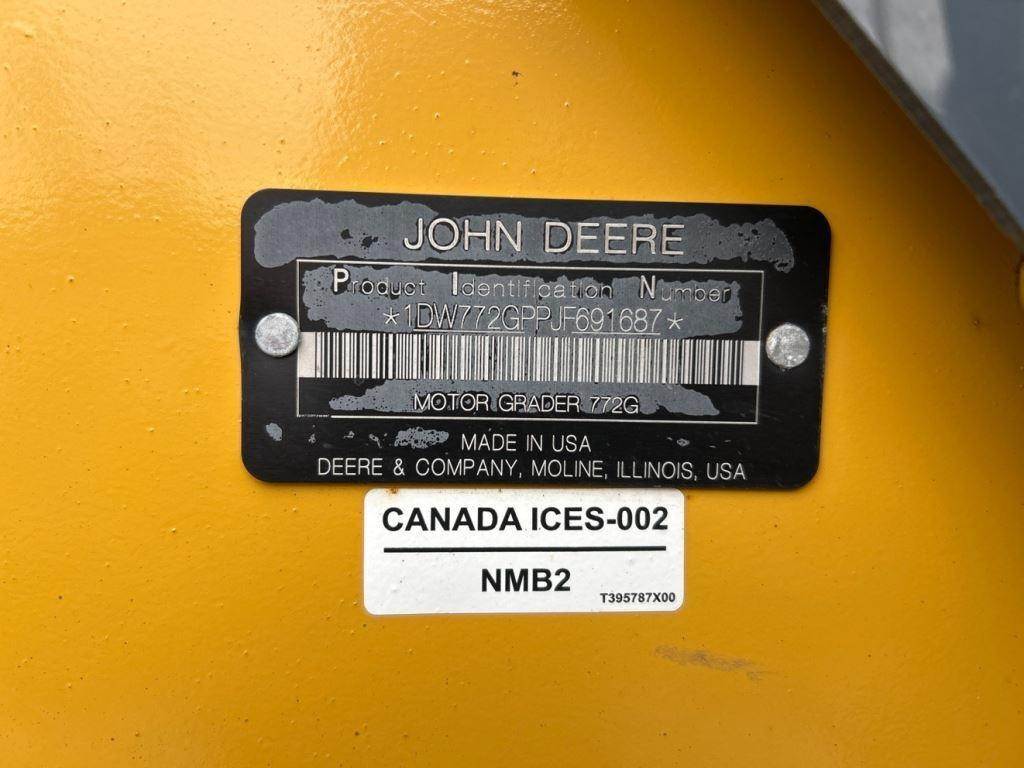 JOHN DEERE
Product Identification Number
*1DW772GPPJF691687*
MOTOR GRADER 772G
MADE IN USA
DEERE & COMPANY, MOLINE, ILLINOIS, USA
CANADA ICES-002
NMB2
T395787X00